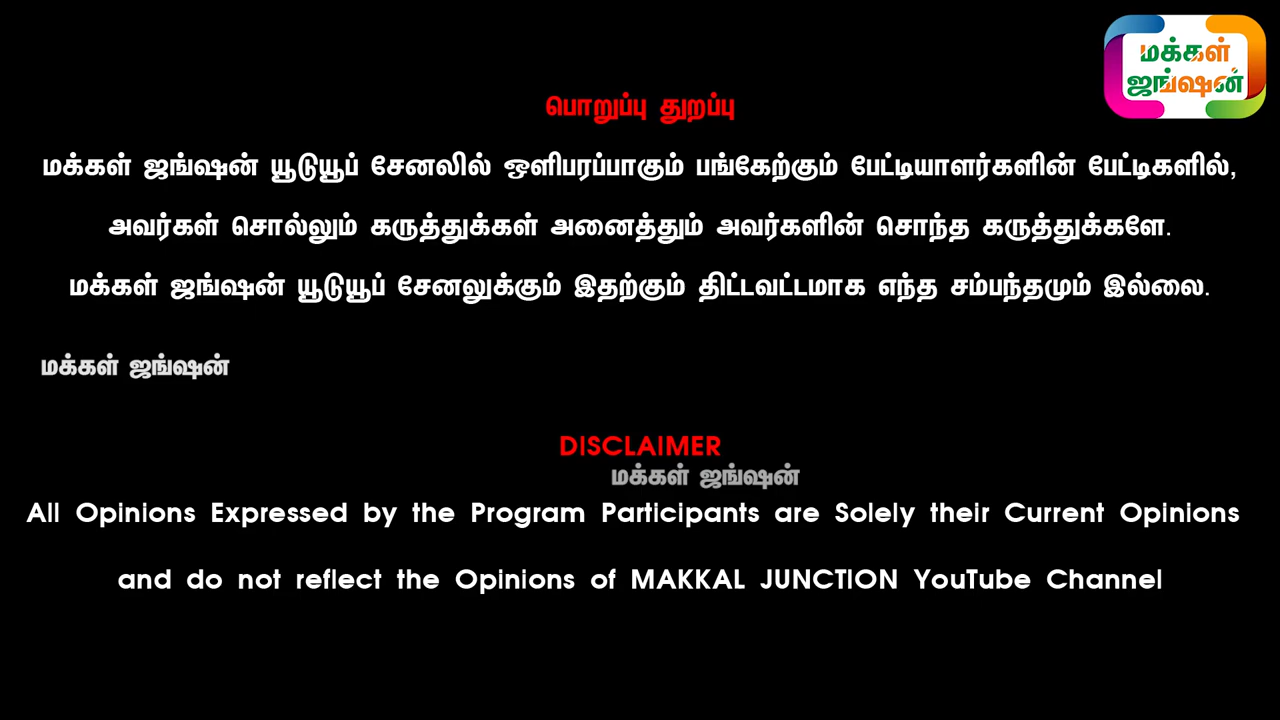 மக்கள்
ஜங்ஷன்
பொறுப்பு துறப்பு
மக்கள் ஜங்ஷன் யூடுயூப் சேனலில் ஒளிபரப்பாகும் பங்கேற்கும் பேட்டியாளர்களின் பேட்டிகளில்,
அவர்கள் சொல்லும் கருத்துக்கள் அனைத்தும் அவர்களின் சொந்த கருத்துக்களே.
மக்கள் ஜங்ஷன் யூடுயூப் சேனலுக்கும் இதற்கும் திட்டவட்டமாக எந்த சம்பந்தமும் இல்லை.
மக்கள் ஜங்ஷன்
DISCLAIMER
மக்கள் ஜங்ஷன்
All Opinions Expressed by the Program Participants are Solely their Current Opinions
and do not reflect the Opinions of MAKKAL JUNCTION YouTube Channel